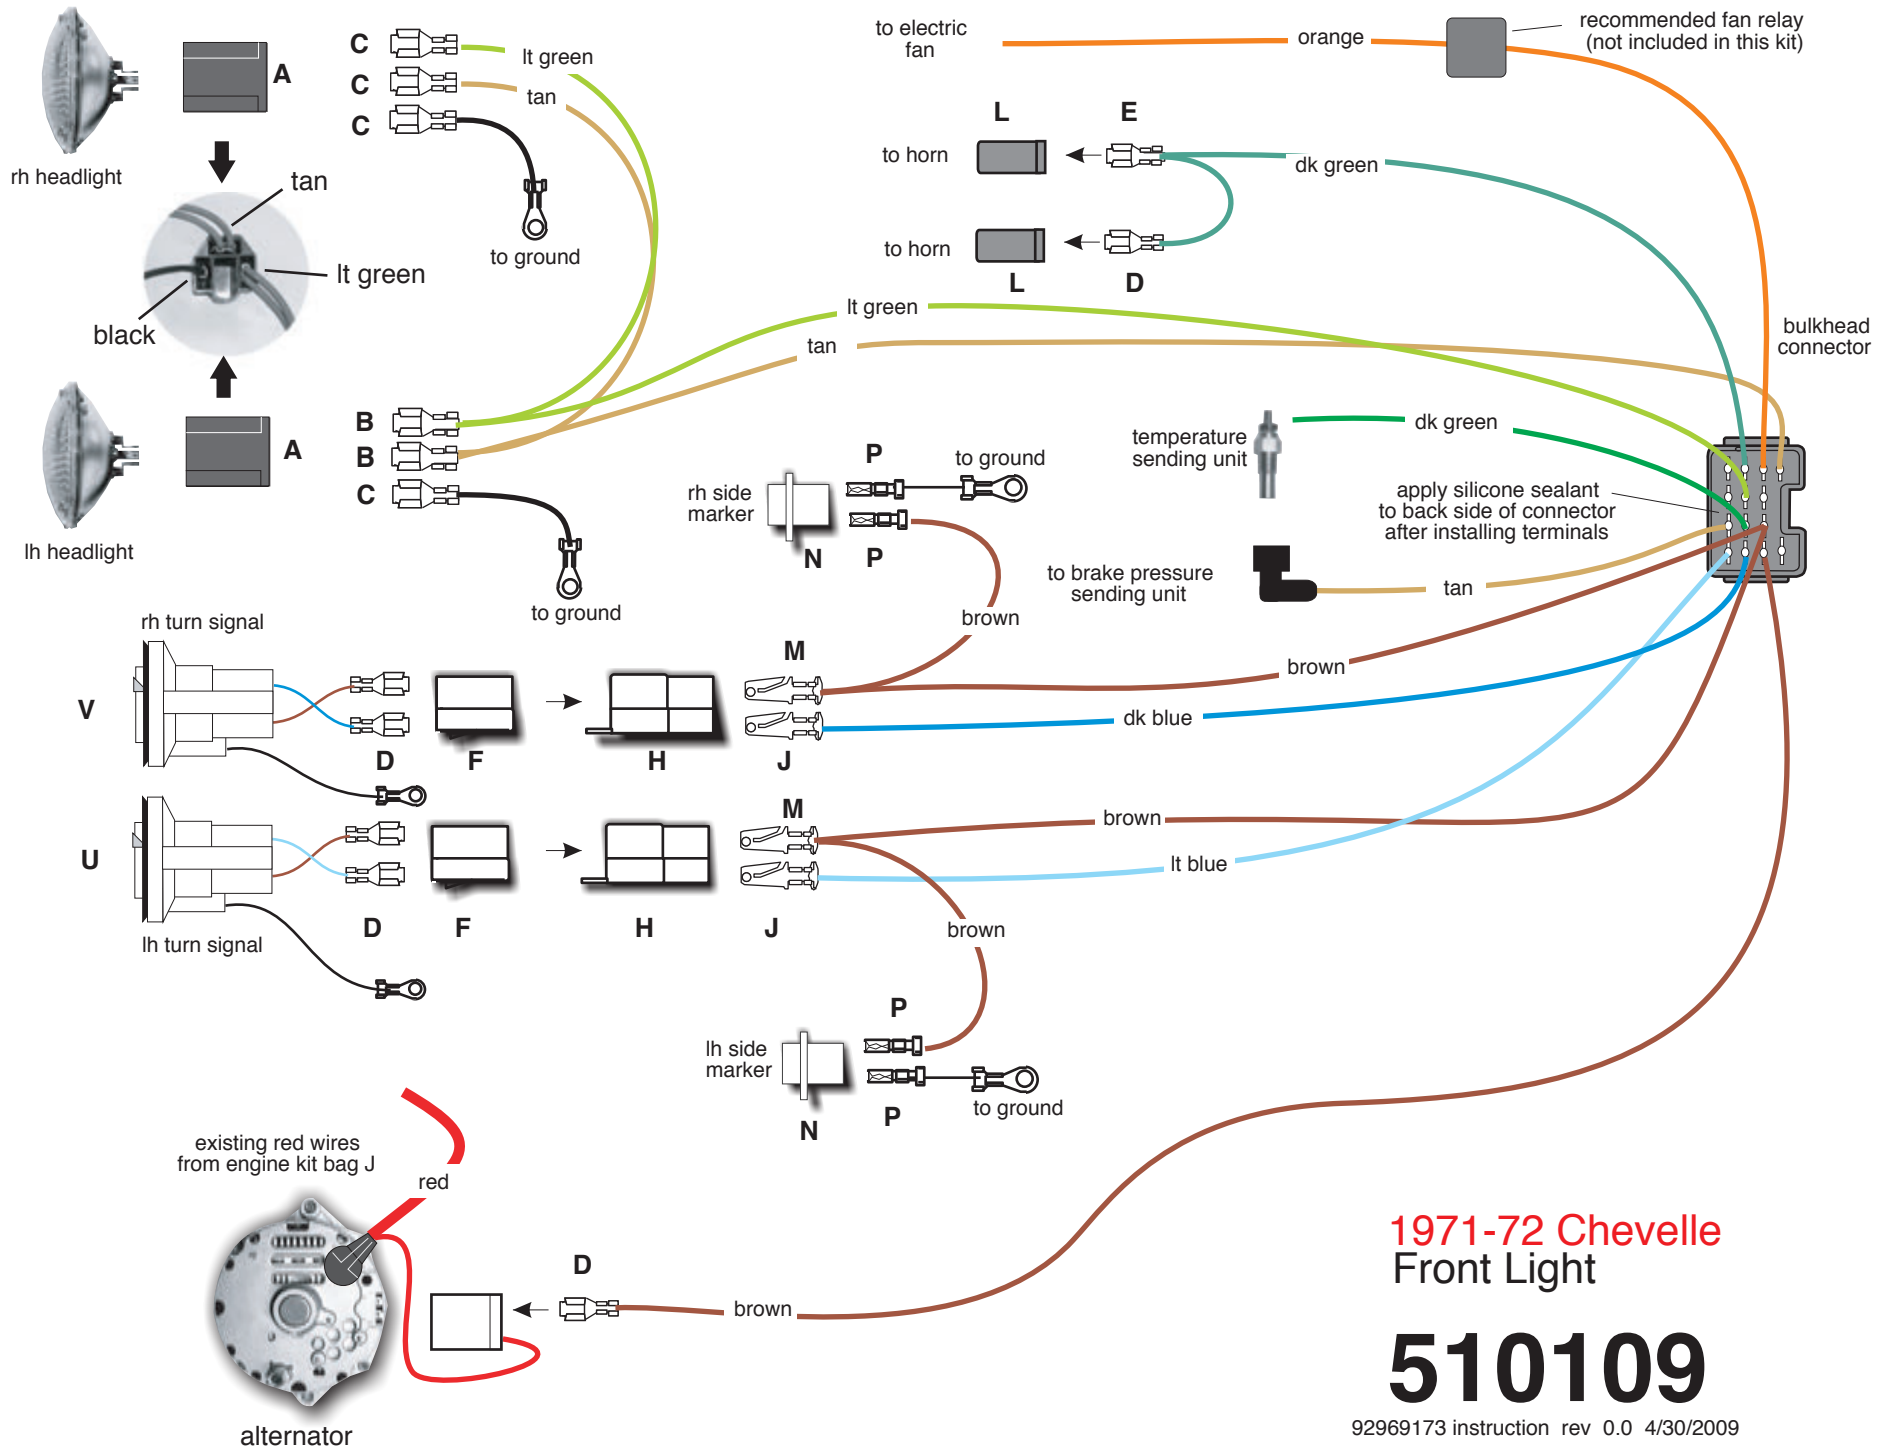 to electric
fan
orange
recommended fan relay
(not included in this kit)
A
C
lt green
C
tan
C
rh headlight
to ground
L
E
to horn
dk green
to horn
L
D
tan
lt green
black
lt green
tan
bulkhead
connector
A
B
B
C
lh headlight
to ground
temperature
sending unit
dk green
apply silicone sealant
to back side of connector
after installing terminals
rh side
marker
P
to ground
N
P
brown
to brake pressure
sending unit
tan
rh turn signal
V
D
F
H
M
J
brown
dk blue
U
lh turn signal
D
F
H
M
J
brown
lt blue
brown
lh side
marker
P
N
P
to ground
existing red wires
from engine kit bag J
red
D
brown
alternator
1971-72 Chevelle
Front Light
510109
92969173 instruction rev 0.0 4/30/2009